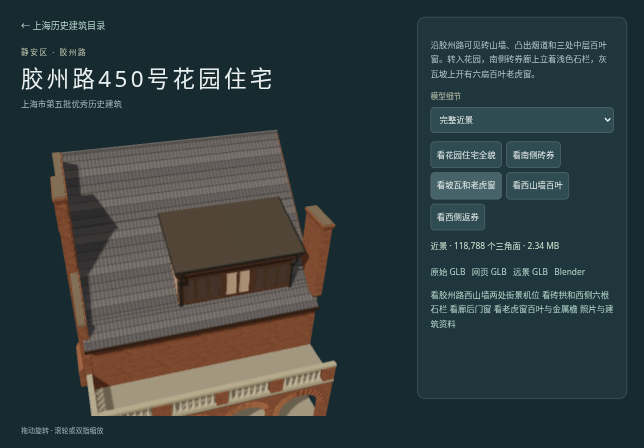 ← 上海历史建筑目录
静安区 · 胶州路
胶州路450号花园住宅
上海市第五批优秀历史建筑
拖动旋转 · 滚轮或双指缩放
沿胶州路可见砖山墙、凸出烟道和三处中层百叶
窗。转入花园，南侧砖券廊上立着浅色石栏，灰
瓦坡上开有六扇百叶老虎窗。
模型细节
完整近景
看花园住宅全貌
看南侧砖券
看坡瓦和老虎窗
看西山墙百叶
看西侧返券
近景 · 118,788 个三角面 · 2.34 MB
原始 GLB 网页 GLB 远景 GLB Blender
看胶州路西山墙两处街景机位 看砖拱和西侧六根
石栏 看廊后门窗 看老虎窗百叶与金属檐 照片与建
筑资料